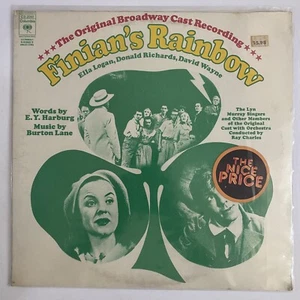 ★The Original Broadway Cast Recording★
Finian's Rainbow
Ella Logan, Donald Richards, David Wayne
Words by
E.Y. Harburg
Music by
Burton Lane
The Lyn
Murray Singers
and Other Members
of the Original
Cast with Orchestra
Conducted by
Ray Charles
THE
NICE
PRICE